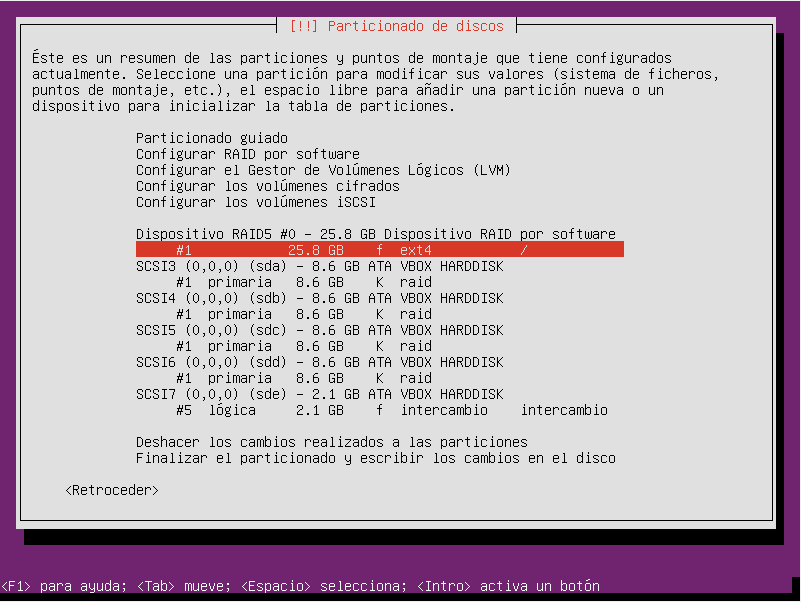 [!!] Particionado de discos
Éste es un resumen de las particiones y puntos de montaje que tiene configurados
actualmente. Seleccione una partición para modificar sus valores (sistema de ficheros,
puntos de montaje, etc.), el espacio libre para añadir una partición nueva o un
dispositivo para inicializar la tabla de particiones.
Particionado guiado
Configurar RAID por software
Configurar el Gestor de Volúmenes Lógicos (LVM)
Configurar los volúmenes cifrados
Configurar los volúmenes iSCSI
Dispositivo RAID5 #0 – 25.8 GB Dispositivo RAID por software
#1 25.8 GB f ext4 /
SCSI3 (0,0,0) (sda) – 8.6 GB ATA VBOX HARDDISK
#1 primaria 8.6 GB K raid
SCSI4 (0,0,0) (sdb) – 8.6 GB ATA VBOX HARDDISK
#1 primaria 8.6 GB K raid
SCSI5 (0,0,0) (sdc) – 8.6 GB ATA VBOX HARDDISK
#1 primaria 8.6 GB K raid
SCSI6 (0,0,0) (sdd) – 8.6 GB ATA VBOX HARDDISK
#1 primaria 8.6 GB K raid
SCSI7 (0,0,0) (sde) – 2.1 GB ATA VBOX HARDDISK
#5 lógica 2.1 GB f intercambio intercambio
Deshacer los cambios realizados a las particiones
Finalizar el particionado y escribir los cambios en el disco
<Retroceder>
<F1> para ayuda; <Tab> mueve; <Espacio> selecciona; <Intro> activa un botón